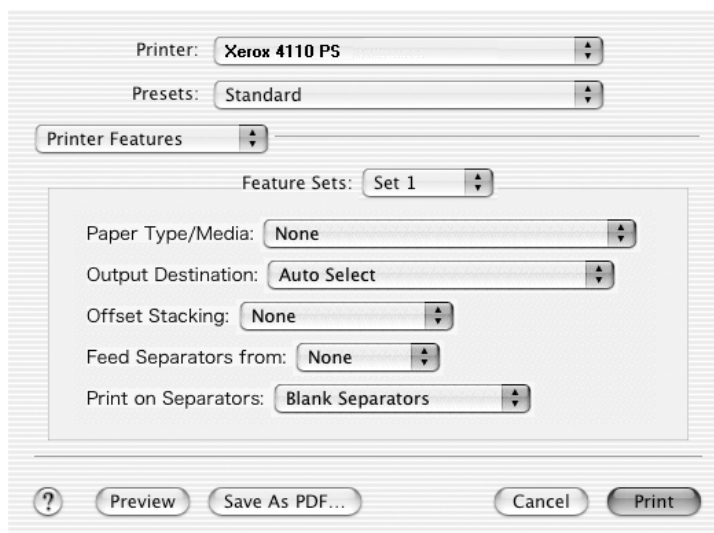 Printer: Xerox 4110 PS
Presets: Standard
Printer Features
Feature Sets: Set 1
Paper Type/Media: None
Output Destination: Auto Select
Offset Stacking: None
Feed Separators from: None
Print on Separators: Blank Separators
? Preview Save As PDF... Cancel Print